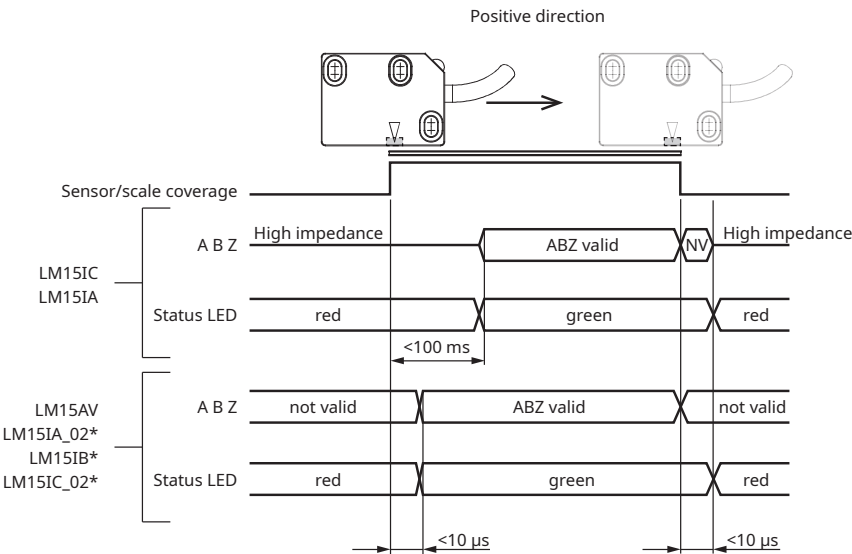 Positive direction
Sensor/scale coverage
A B Z
High impedance
ABZ valid
NV
High impedance
LM15IC
LM15IA
Status LED
red
green
red
<100 ms
A B Z
not valid
ABZ valid
not valid
LM15AV
LM15IA_02*
LM15IB*
LM15IC_02*
Status LED
red
green
red
<10 µs
<10 µs